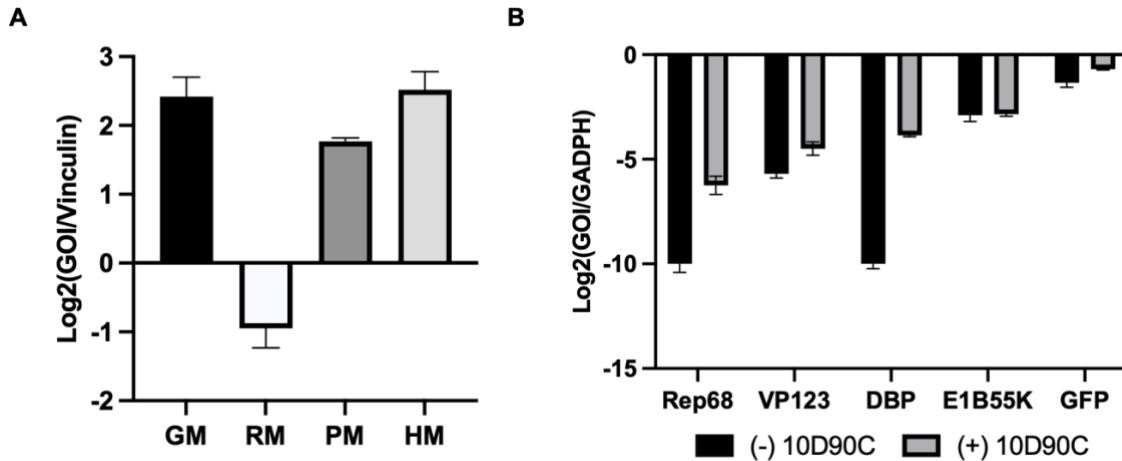 A
Log2(GOI/Vinculin)
3
2
1
0
-1
-2
GM RM PM HM
B
Log2(GOI/GADPH)
0
-5
-10
-15
Rep68 VP123 DBP E1B55K GFP
(-) 10D90C (+) 10D90C